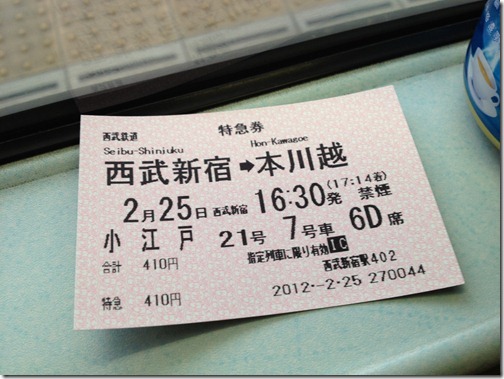 特急券
西武鉄道
Seibu-Shinjuku Hon-Kawagoe
西武新宿➡本川越
(17:14着)
2月25日 西武新宿 16:30発 禁煙
小江戸 21号 7号車 6D席
合計 410円 指定列車に限り有効 IC
西武新宿駅402
特急 410円 2012.-2.25 270044